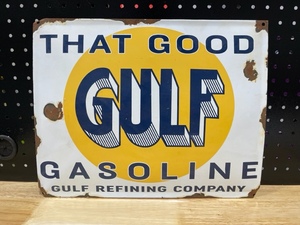 THAT GOOD
GULF
GASOLINE
GULF REFINING COMPANY